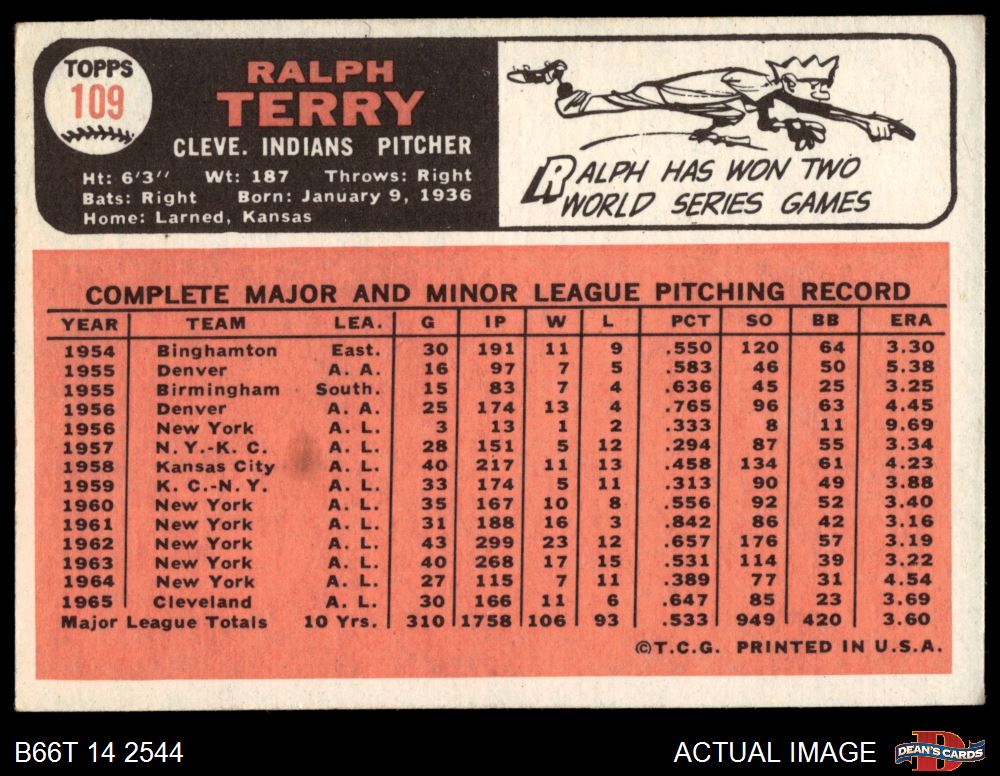 TOPPS
109
RALPH
TERRY
CLEVE. INDIANS PITCHER
Ht: 6'3" Wt: 187 Throws: Right
Bats: Right Born: January 9, 1936
Home: Larned, Kansas
RALPH HAS WON TWO
WORLD SERIES GAMES
COMPLETE MAJOR AND MINOR LEAGUE PITCHING RECORD
YEAR TEAM LEA. G IP W L PCT SO BB ERA
1954 Binghamton East. 30 191 11 9 .550 120 64 3.30
1955 Denver A. A. 16 97 7 5 .583 46 50 5.38
1955 Birmingham South. 15 83 7 4 .636 45 25 3.25
1956 Denver A. A. 25 174 13 4 .765 96 63 4.45
1956 New York A. L. 3 13 1 2 .333 8 11 9.69
1957 N. Y.-K. C. A. L. 28 151 5 12 .294 87 55 3.34
1958 Kansas City A. L. 40 217 11 13 .458 134 61 4.23
1959 K. C.-N. Y. A. L. 33 174 5 11 .313 90 49 3.88
1960 New York A. L. 35 167 10 8 .556 92 52 3.40
1961 New York A. L. 31 188 16 3 .842 86 42 3.16
1962 New York A. L. 43 299 23 12 .657 176 57 3.19
1963 New York A. L. 40 268 17 15 .531 114 39 3.22
1964 New York A. L. 27 115 7 11 .389 77 31 4.54
1965 Cleveland A. L. 30 166 11 6 .647 85 23 3.69
Major League Totals 10 Yrs. 310 1758 106 93 .533 949 420 3.60
©T.C.G. PRINTED IN U.S.A.
B66T 14 2544
ACTUAL IMAGE
D
DEAN'S CARDS